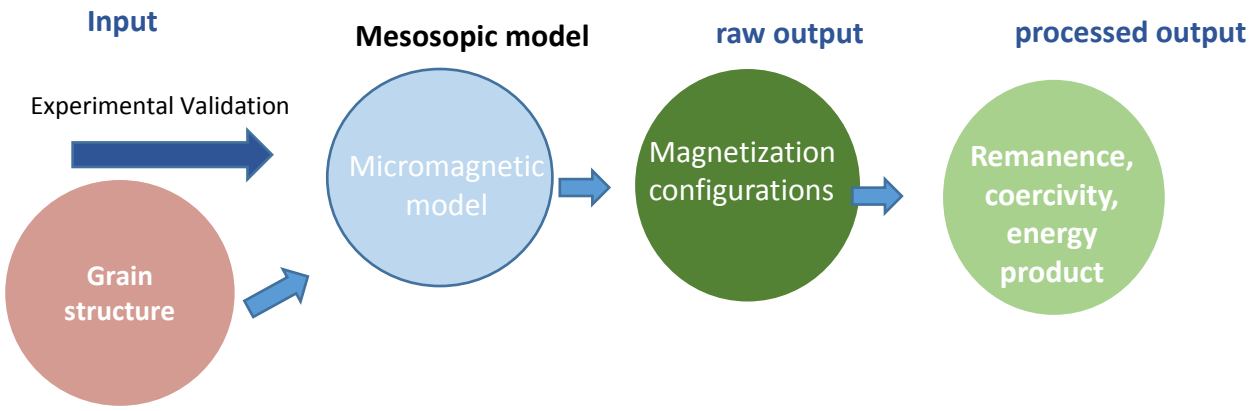 Input
Mesosopic model
raw output
processed output
Experimental Validation
Micromagnetic
model
Magnetization
configurations
Remanence,
coercivity,
energy
product
Grain
structure